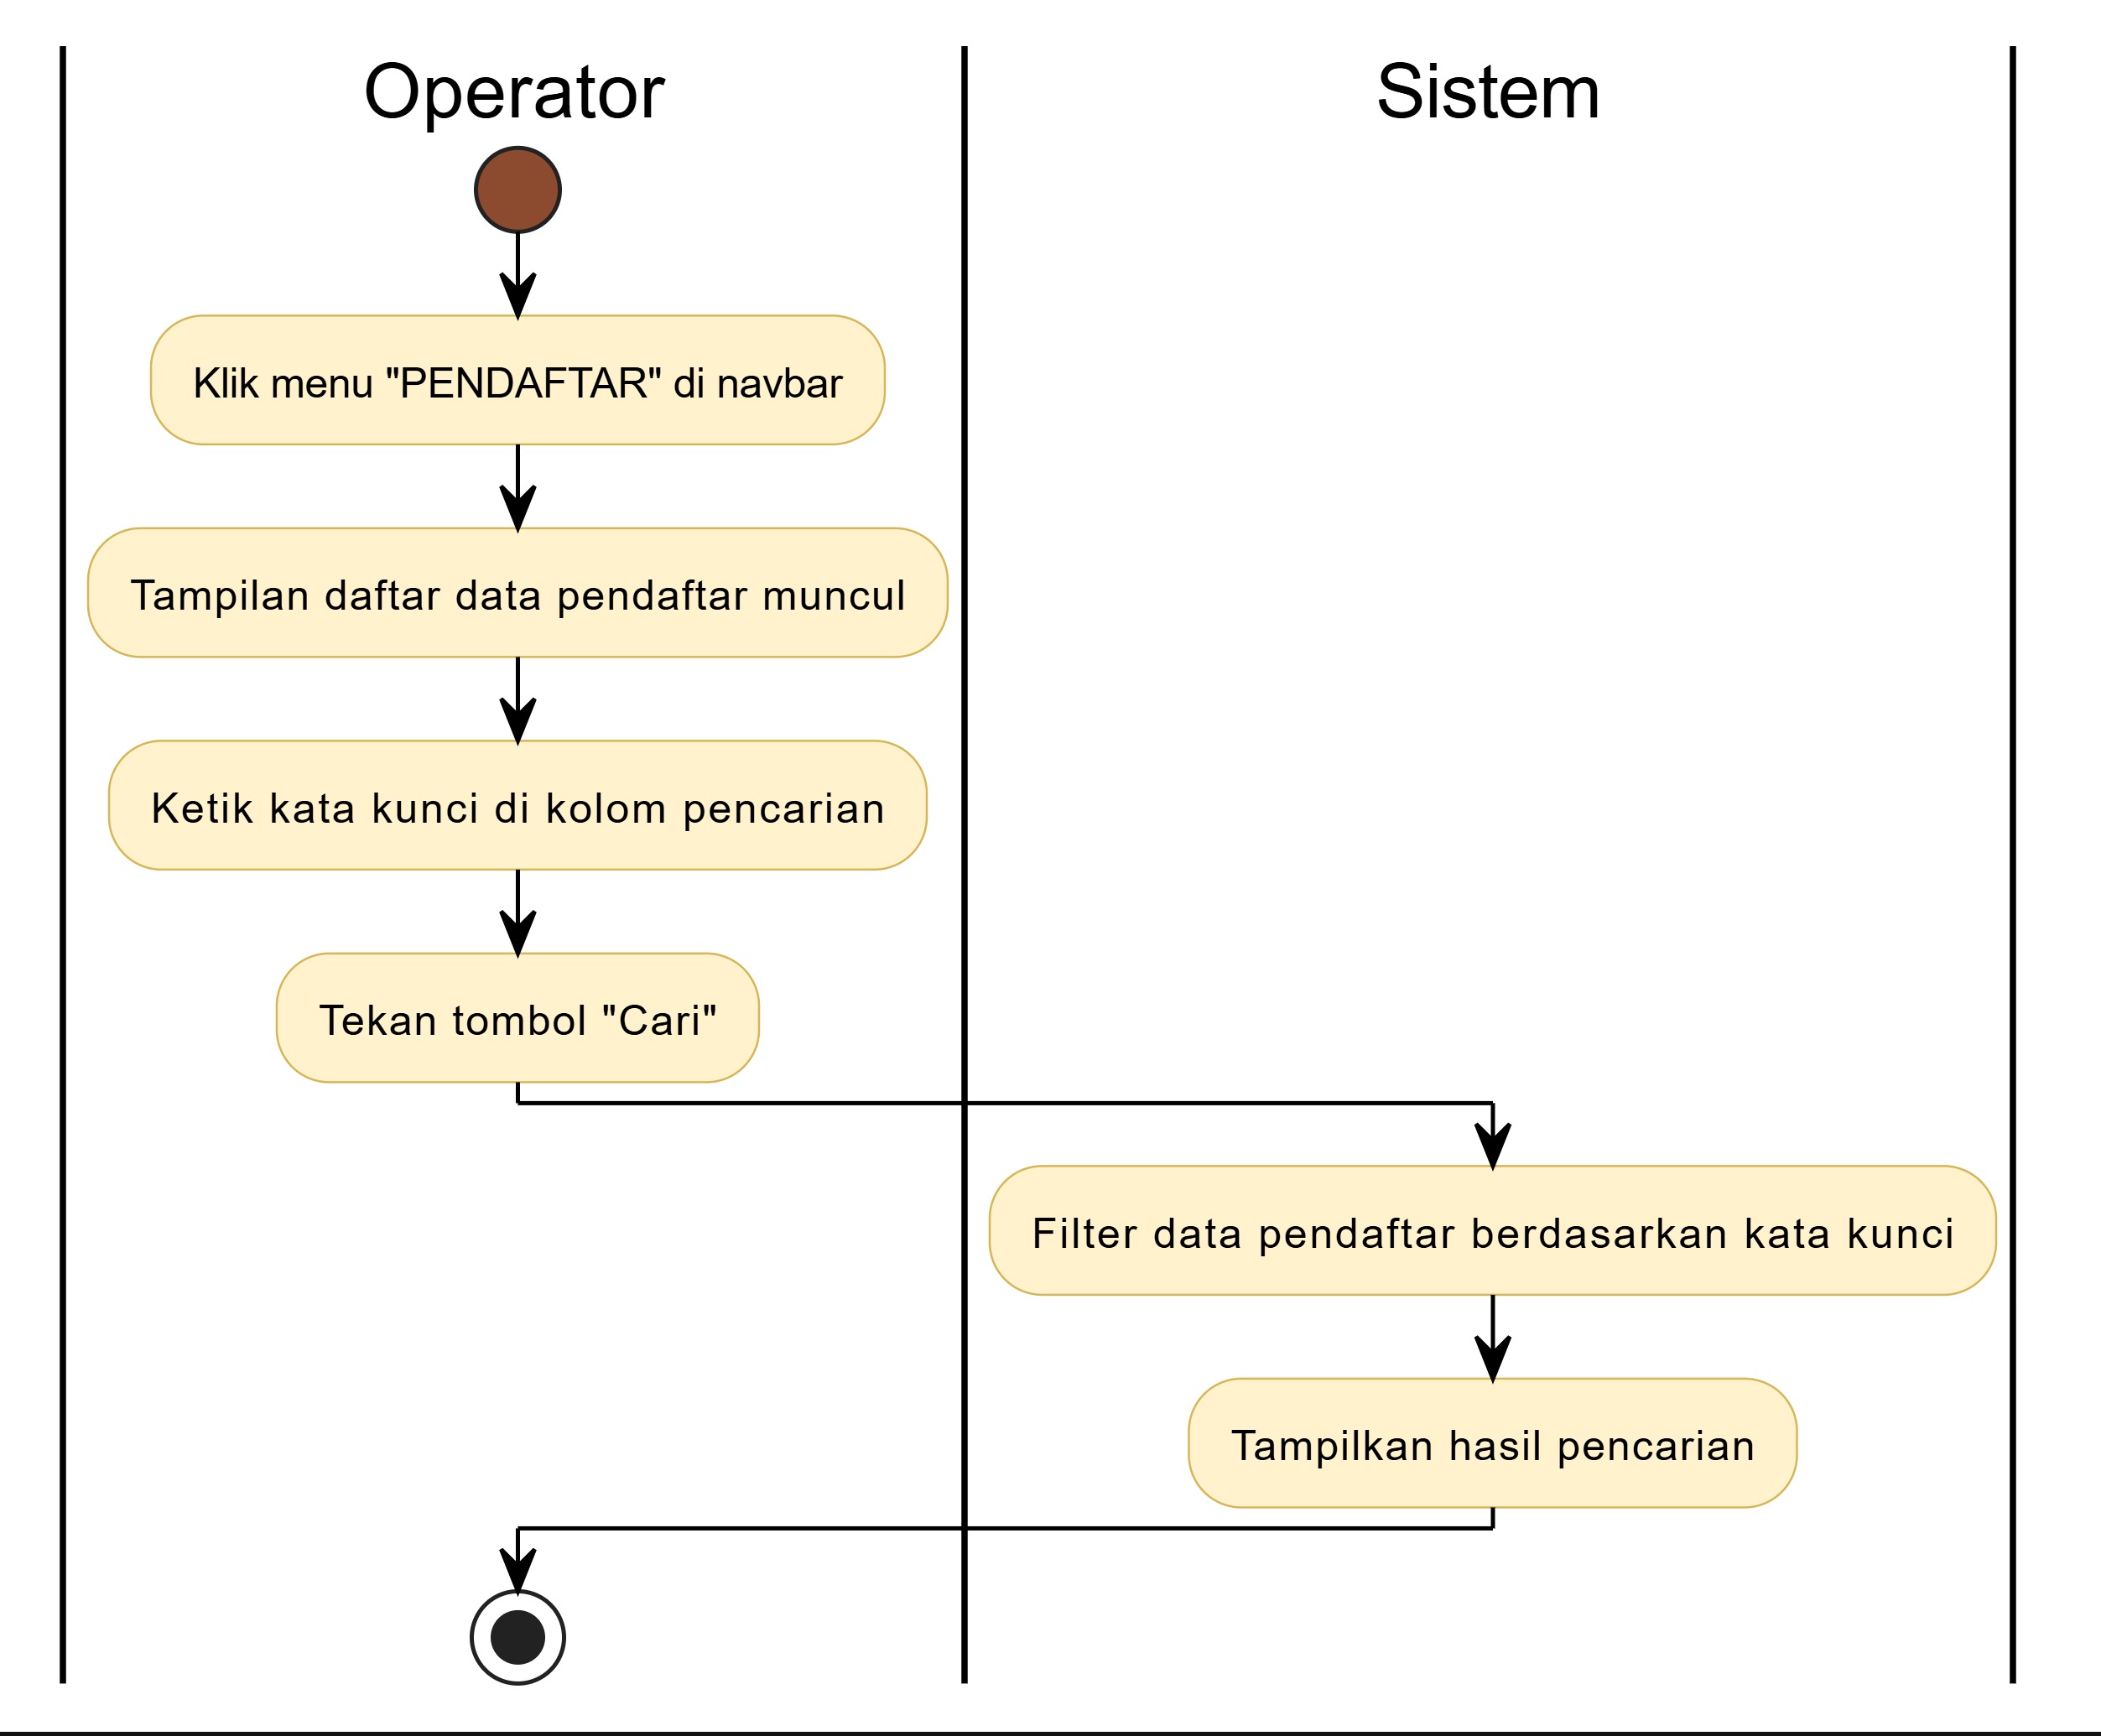 Operator
Sistem
Klik menu "PENDAFTAR" di navbar
Tampilan daftar data pendaftar muncul
Ketik kata kunci di kolom pencarian
Tekan tombol "Cari"
Filter data pendaftar berdasarkan kata kunci
Tampilkan hasil pencarian